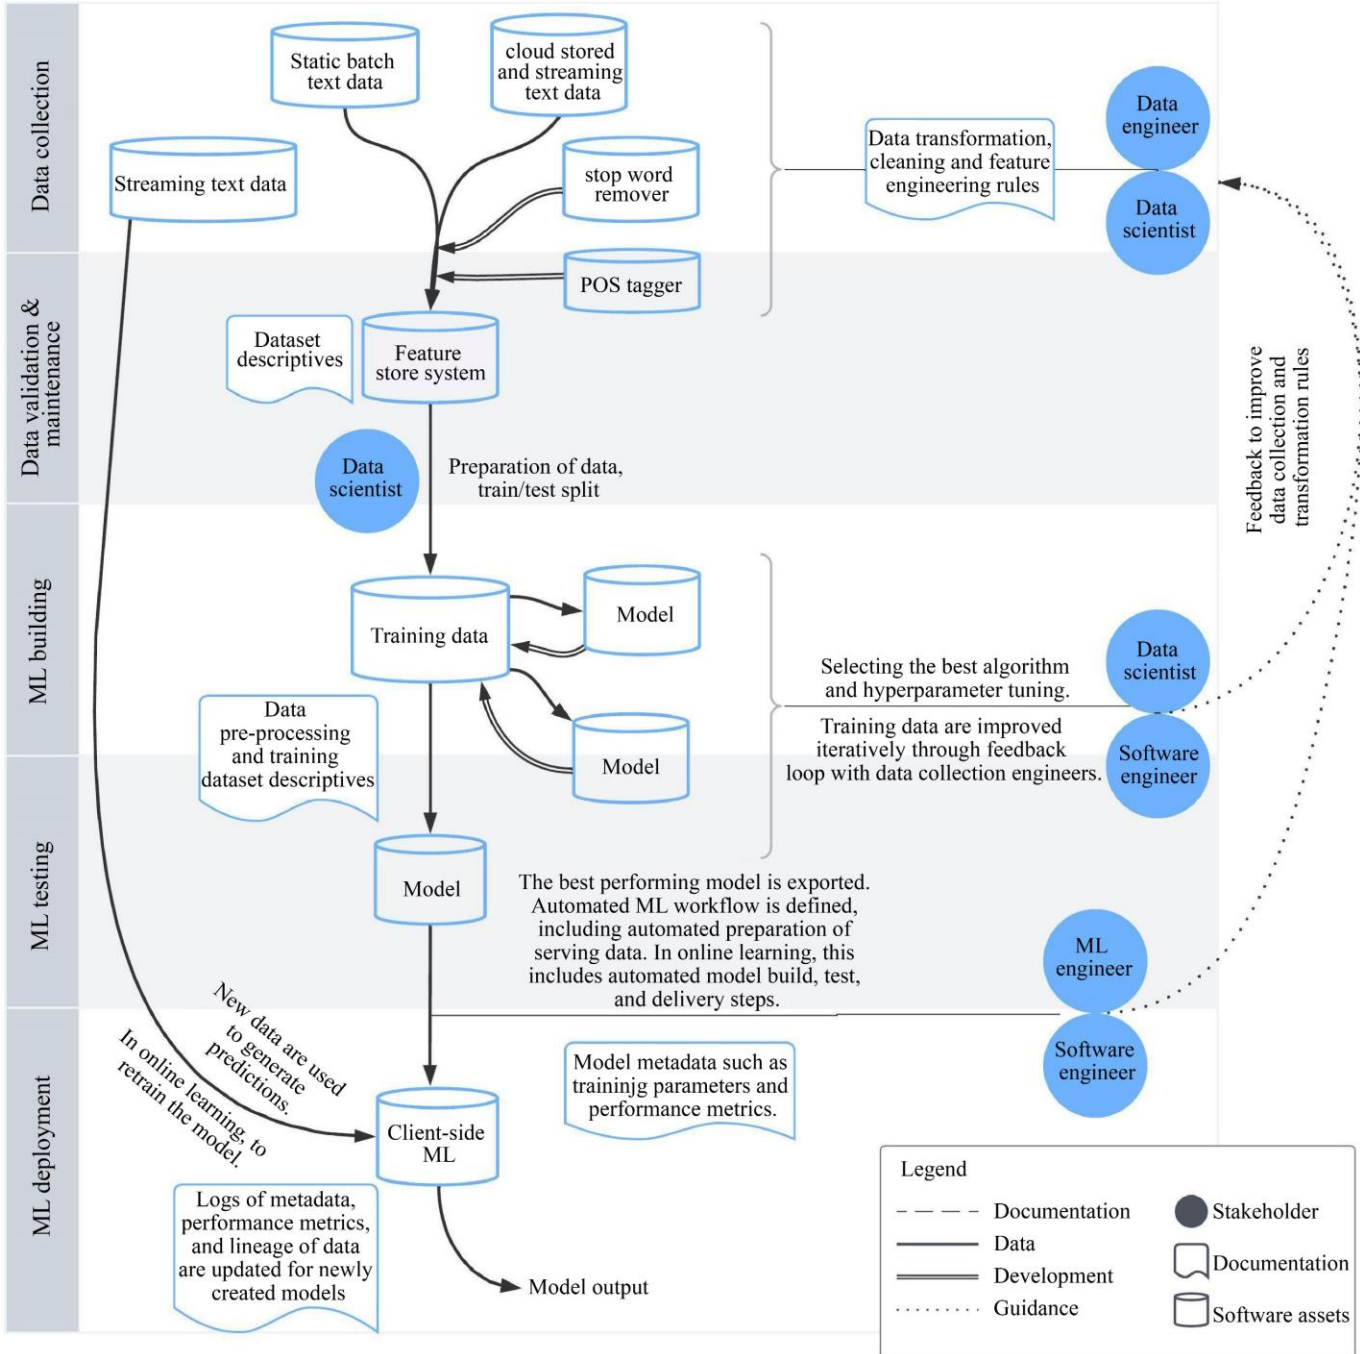 Data collection
Static batch
text data
cloud stored
and streaming
text data
Streaming text data
stop word
remover
POS tagger
Data transformation,
cleaning and feature
engineering rules
Data
engineer
Data
scientist
Data validation &
maintenance
Dataset
descriptives
Feature
store system
Data
scientist
Preparation of data,
train/test split
Feedback to improve
data collection and
transformation rules
ML building
Training data
Model
Model
Data
pre-processing
and training
dataset descriptives
Selecting the best algorithm
and hyperparameter tuning.
Training data are improved
iteratively through feedback
loop with data collection engineers.
Data
scientist
Software
engineer
ML testing
Model
The best performing model is exported.
Automated ML workflow is defined,
including automated preparation of
serving data. In online learning, this
includes automated model build, test,
and delivery steps.
ML
engineer
Software
engineer
ML deployment
New data are used
to generate
predictions.
In online learning, to
retrain the model.
Client-side
ML
Model metadata such as
traininjg parameters and
performance metrics.
Logs of metadata,
performance metrics,
and lineage of data
are updated for newly
created models
Model output
Legend
Documentation
Data
Development
Guidance
Stakeholder
Documentation
Software assets